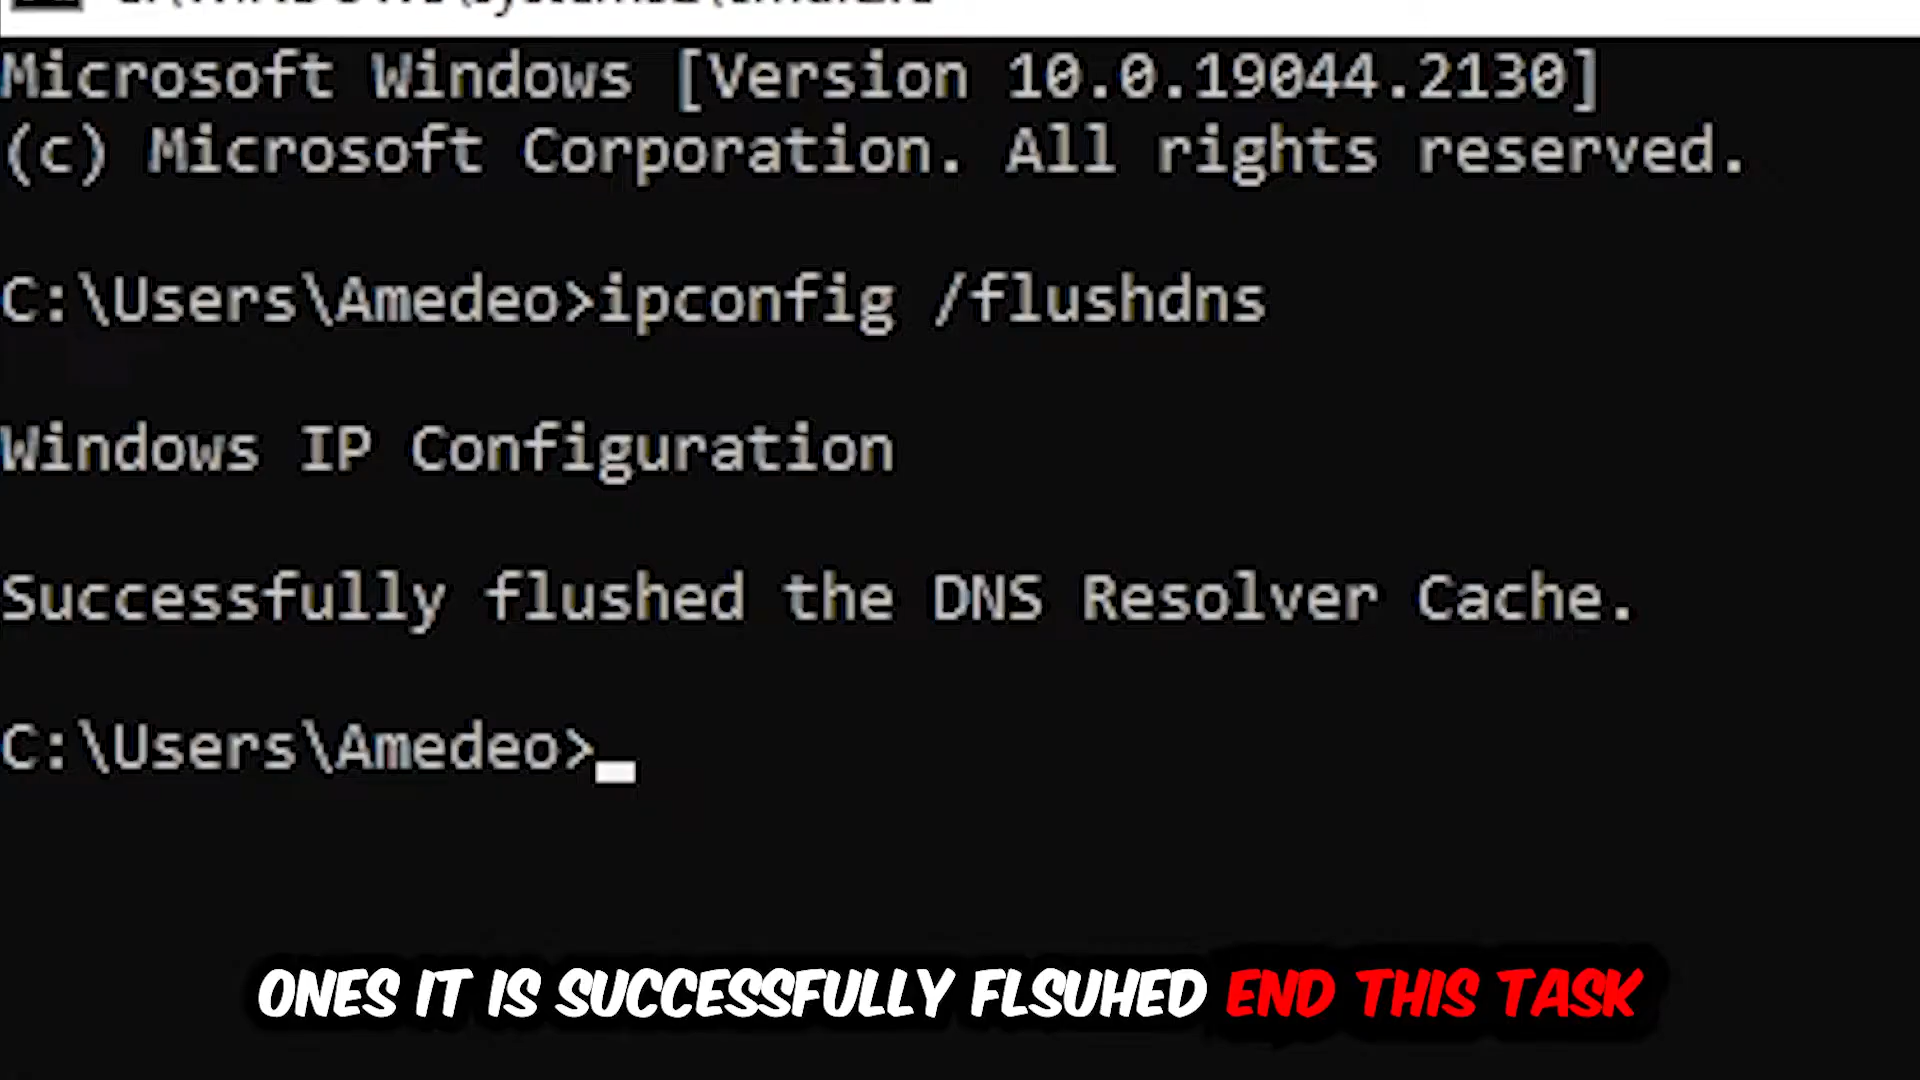 Microsoft Windows [Version 10.0.19044.2130]
(c) Microsoft Corporation. All rights reserved.
C:\Users\Amedeo>ipconfig /flushdns
Windows IP Configuration
Successfully flushed the DNS Resolver Cache.
C:\Users\Amedeo>
ONES IT IS SUCCESSFULLY FLSUHED END THIS TASK